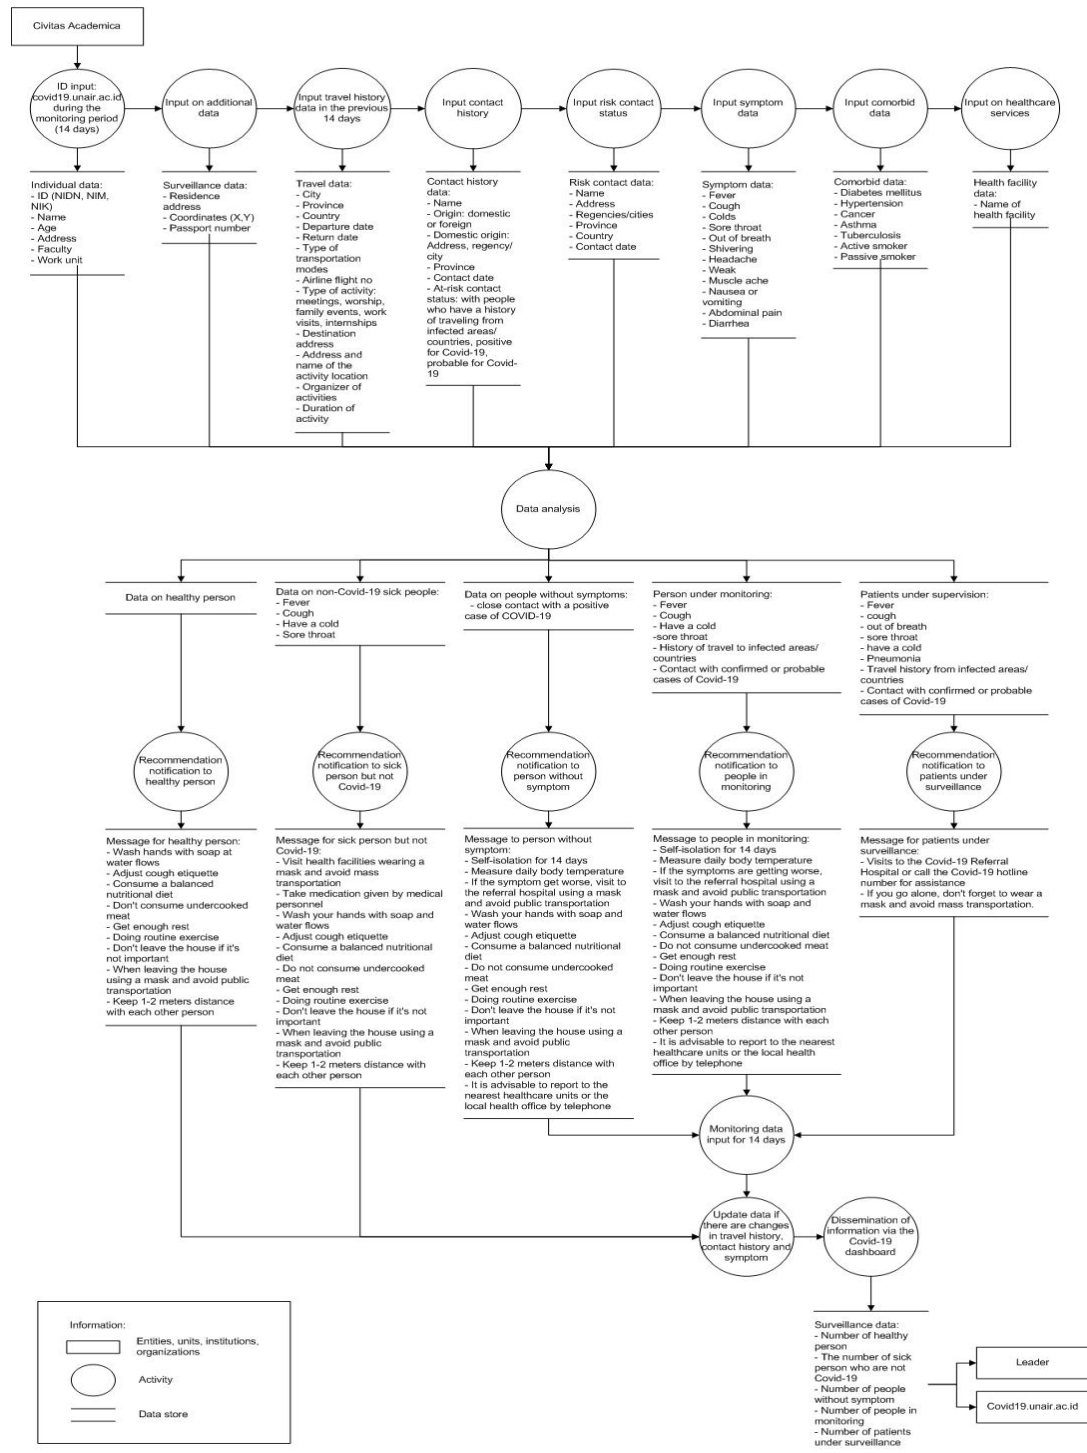 Civitas Academica
ID input:
covid19.unair.ac.id
during the
monitoring period
(14 days)
Input on additional
data
Input travel history
data in the previous
14 days
Input contact
history
Input risk contact
status
Input symptom
data
Input comorbid
data
Input on healthcare
services
Individual data:
- ID (NIDN, NIM,
NIK)
- Name
- Age
- Address
- Faculty
- Work unit
Surveillance data:
- Residence
address
- Coordinates (X,Y)
- Passport number
Travel data:
- City
- Province
- Country
- Departure date
- Return date
- Type of
transportation
modes
- Airline flight no
- Type of activity:
meetings, worship,
family events, work
visits, internships
- Destination
address
- Address and
name of the
activity location
- Organizer of
activities
- Duration of
activity
Contact history
data:
- Name
- Origin: domestic
or foreign
- Domestic origin:
Address, regency/
city
- Province
- Contact date
- At-risk contact
status: with people
who have a history
of traveling from
infected areas/
countries, positive
for Covid-19,
probable for Covid-
19
Risk contact data:
- Name
- Address
- Regencies/cities
- Province
- Country
- Contact date
Symptom data:
- Fever
- Cough
- Colds
- Sore throat
- Out of breath
- Shivering
- Headache
- Weak
- Muscle ache
- Nausea or
vomiting
- Abdominal pain
- Diarrhea
Comorbid data:
- Diabetes mellitus
- Hypertension
- Cancer
- Asthma
- Tuberculosis
- Active smoker
- Passive smoker
Health facility
data:
- Name of
health facility
Data analysis
Data on healthy person
Data on non-Covid-19 sick people:
- Fever
- Cough
- Have a cold
- Sore throat
Data on people without symptoms:
- close contact with a positive
case of COVID-19
Person under monitoring:
- Fever
- Cough
- Have a cold
-sore throat
- History of travel to infected areas/
countries
- Contact with confirmed or probable
cases of Covid-19
Patients under supervision:
- Fever
- cough
- out of breath
- sore throat
- have a cold
- Pneumonia
- Travel history from infected areas/
countries
- Contact with confirmed or probable
cases of Covid-19
Recommendation
notification to
healthy person
Recommendation
notification to sick
person but not
Covid-19
Recommendation
notification to
person without
symptom
Recommendation
notification to
people in
monitoring
Recommendation
notification to
patients under
surveillance
Message for healthy person:
- Wash hands with soap at
water flows
- Adjust cough etiquette
- Consume a balanced
nutritional diet
- Don't consume undercooked
meat
- Get enough rest
- Doing routine exercise
- Don't leave the house if it's
not important
- When leaving the house
using a mask and avoid public
transportation
- Keep 1-2 meters distance
with each other person
Message for sick person but not
Covid-19:
- Visit health facilities wearing a
mask and avoid mass
transportation
- Take medication given by medical
personnel
- Wash your hands with soap and
water flows
- Adjust cough etiquette
- Consume a balanced nutritional
diet
- Do not consume undercooked
meat
- Get enough rest
- Doing routine exercise
- Don't leave the house if it's not
important
- When leaving the house using a
mask and avoid public
transportation
- Keep 1-2 meters distance with
each other person
Message to person without
symptom:
- Self-isolation for 14 days
- Measure daily body temperature
- If the symptom get worse, visit to
the referral hospital using a mask
and avoid public transportation
- Wash your hands with soap and
water flows
- Adjust cough etiquette
- Consume a balanced nutritional
diet
- Do not consume undercooked
meat
- Get enough rest
- Doing routine exercise
- Don't leave the house if it's not
important
- When leaving the house using a
mask and avoid public
transportation
- Keep 1-2 meters distance with
each other person
- It is advisable to report to the
nearest healthcare units or the
local health office by telephone
Message to people in monitoring:
- Self-isolation for 14 days
- Measure daily body temperature
- If the symptoms are getting worse,
visit to the referral hospital using a
mask and avoid public transportation
- Wash your hands with soap and
water flows
- Adjust cough etiquette
- Consume a balanced nutritional diet
- Do not consume undercooked meat
- Get enough rest
- Doing routine exercise
- Don't leave the house if it's not
important
- When leaving the house using a
mask and avoid public transportation
- Keep 1-2 meters distance with each
other person
- It is advisable to report to the nearest
healthcare units or the local health
office by telephone
Message for patients under
surveillance:
- Visits to the Covid-19 Referral
Hospital or call the Covid-19 hotline
number for assistance
- If you go alone, don't forget to wear a
mask and avoid mass transportation.
Monitoring data
input for 14 days
Update data if
there are changes
in travel history,
contact history and
symptom
Dissemination of
information via the
Covid-19
dashboard
Surveillance data:
- Number of healthy
person
- The number of sick
person who are not
Covid-19
- Number of people
without symptom
- Number of people in
monitoring
- Number of patients
under surveillance
Leader
Covid19.unair.ac.id
Information:
Entities, units, institutions,
organizations
Activity
Data store